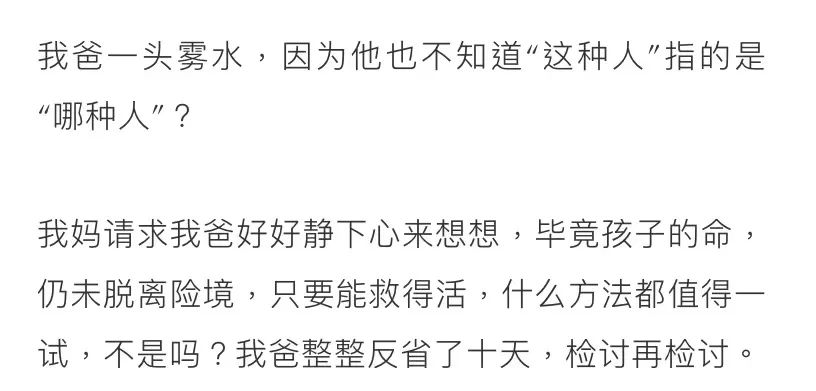 我爸一头雾水，因为他也不知道“这种人”指的是
“哪种人”？
我妈请求我爸好好静下心来想想，毕竟孩子的命，
仍未脱离险境，只要能救得活，什么方法都值得一
试，不是吗？我爸整整反省了十天，检讨再检讨。